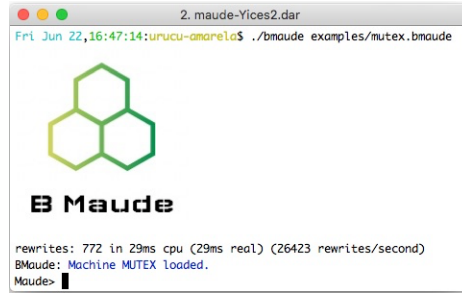 2. maude-Yices2.dar
Fri Jun 22,16:47:14:urucu-amarela$ ./bmaude examples/mutex.bmaude
B Maude
rewrites: 772 in 29ms cpu (29ms real) (26423 rewrites/second)
BMaude: Machine MUTEX loaded.
Maude>